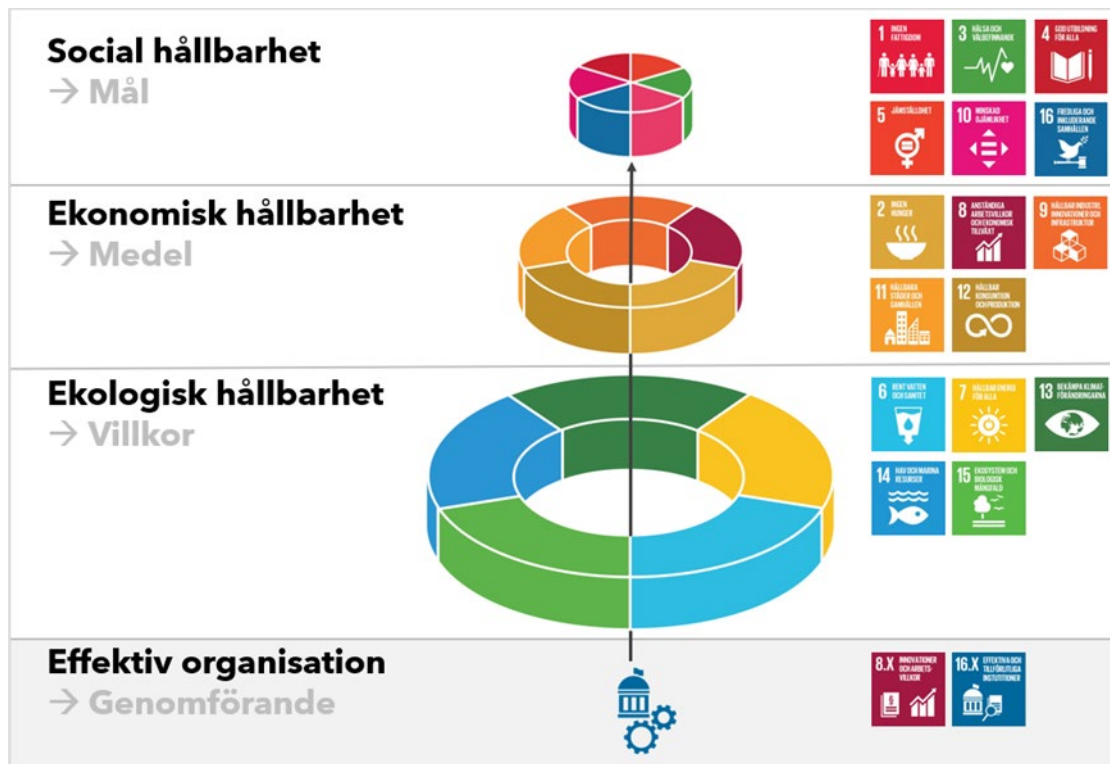 Social hållbarhet
→ Mål
1 INGEN
FATTIGDOM
3 HÄLSA OCH
VÄLBEFINNANDE
4 GOD UTBILDNING
FÖR ALLA
5 JÄMSTÄLLDHET
10 MINSKAD
OJÄMLIKHET
16 FREDLIGA OCH
INKLUDERANDE
SAMHÄLLEN
Ekonomisk hållbarhet
→ Medel
2 INGEN
HUNGER
8 ANSTÄNDIGA
ARBETSVILLKOR
OCH EKONOMISK
TILLVÄXT
9 HÅLLBAR INDUSTRI,
INNOVATIONER OCH
INFRASTRUKTUR
11 HÅLLBARA
STÄDER OCH
SAMHÄLLEN
12 HÅLLBAR
KONSUMTION
OCH PRODUKTION
Ekologisk hållbarhet
→ Villkor
6 RENT VATTEN
OCH SANITET
7 HÅLLBAR ENERGI
FÖR ALLA
13 BEKÄMPA KLIMAT-
FÖRÄNDRINGARNA
14 HAV OCH MARINA
RESURSER
15 EKOSYSTEM OCH
BIOLOGISK
MÅNGFALD
Effektiv organisation
→ Genomförande
8.X INNOVATIONER
OCH ARBETS-
VILLKOR
16.X EFFEKTIVA OCH
TILLFÖRLITLIGA
INSTITUTIONER